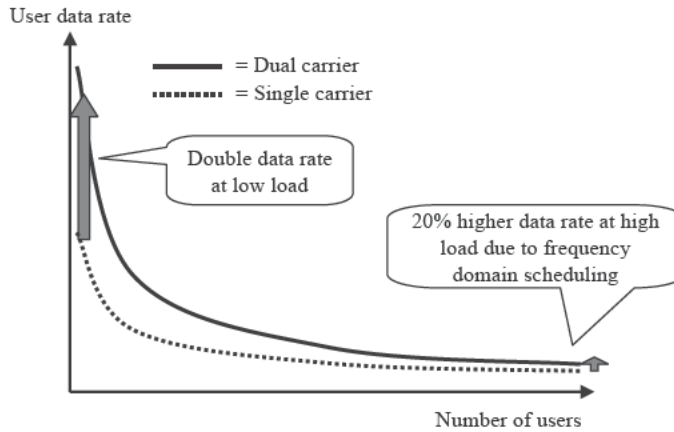 User data rate
= Dual carrier
= Single carrier
Double data rate
at low load
20% higher data rate at high
load due to frequency
domain scheduling
Number of users